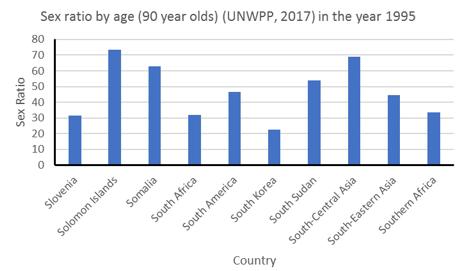 Sex ratio by age (90 year olds) (UNWPP, 2017) in the year 1995
80
70
60
50
40
30
20
10
0
Sex Ratio
Slovenia
Solomon Islands
Somalia
South Africa
South America
South Korea
South Sudan
South-Central Asia
South-Eastern Asia
Southern Africa
Country